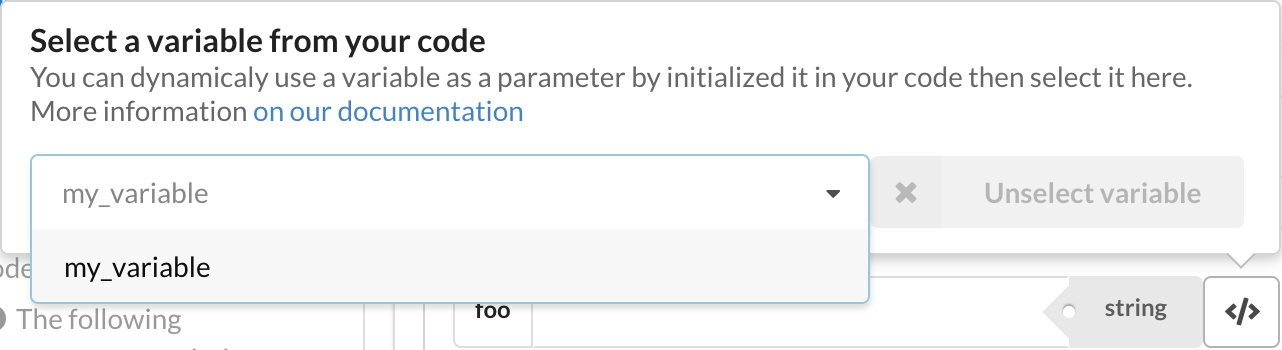 Select a variable from your code
You can dynamicaly use a variable as a parameter by initialized it in your code then select it here.
More information on our documentation
my_variable
Unselect variable
my_variable
foo
string
</>
The following